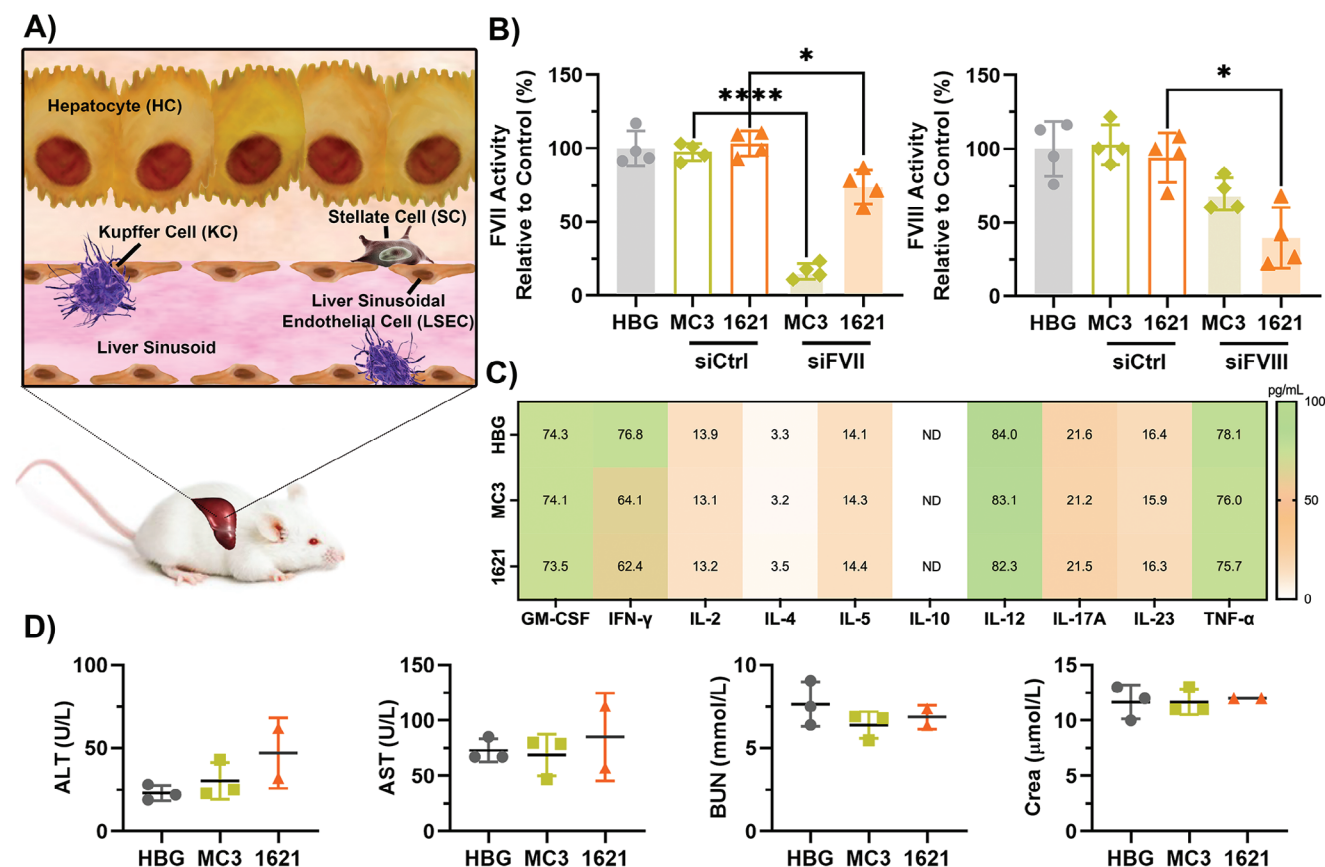 A)
Hepatocyte (HC)
Stellate Cell (SC)
Kupffer Cell (KC)
Liver Sinusoidal
Endothelial Cell (LSEC)
Liver Sinusoid
B)
FVII Activity
Relative to Control (%)
150
100
50
0
****
*
HBG MC3 1621 MC3 1621
siCtrl siFVII
FVIII Activity
Relative to Control (%)
150
100
50
0
*
HBG MC3 1621 MC3 1621
siCtrl siFVIII
C)
pg/mL
100
50
0
HBG 74.3 76.8 13.9 3.3 14.1 ND 84.0 21.6 16.4 78.1
MC3 74.1 64.1 13.1 3.2 14.3 ND 83.1 21.2 15.9 76.0
1621 73.5 62.4 13.2 3.5 14.4 ND 82.3 21.5 16.3 75.7
GM-CSF IFN-γ IL-2 IL-4 IL-5 IL-10 IL-12 IL-17A IL-23 TNF-α
D)
ALT (U/L)
100
50
0
HBG MC3 1621
AST (U/L)
150
100
50
0
HBG MC3 1621
BUN (mmol/L)
10
5
0
HBG MC3 1621
Crea (μmol/L)
15
10
5
0
HBG MC3 1621